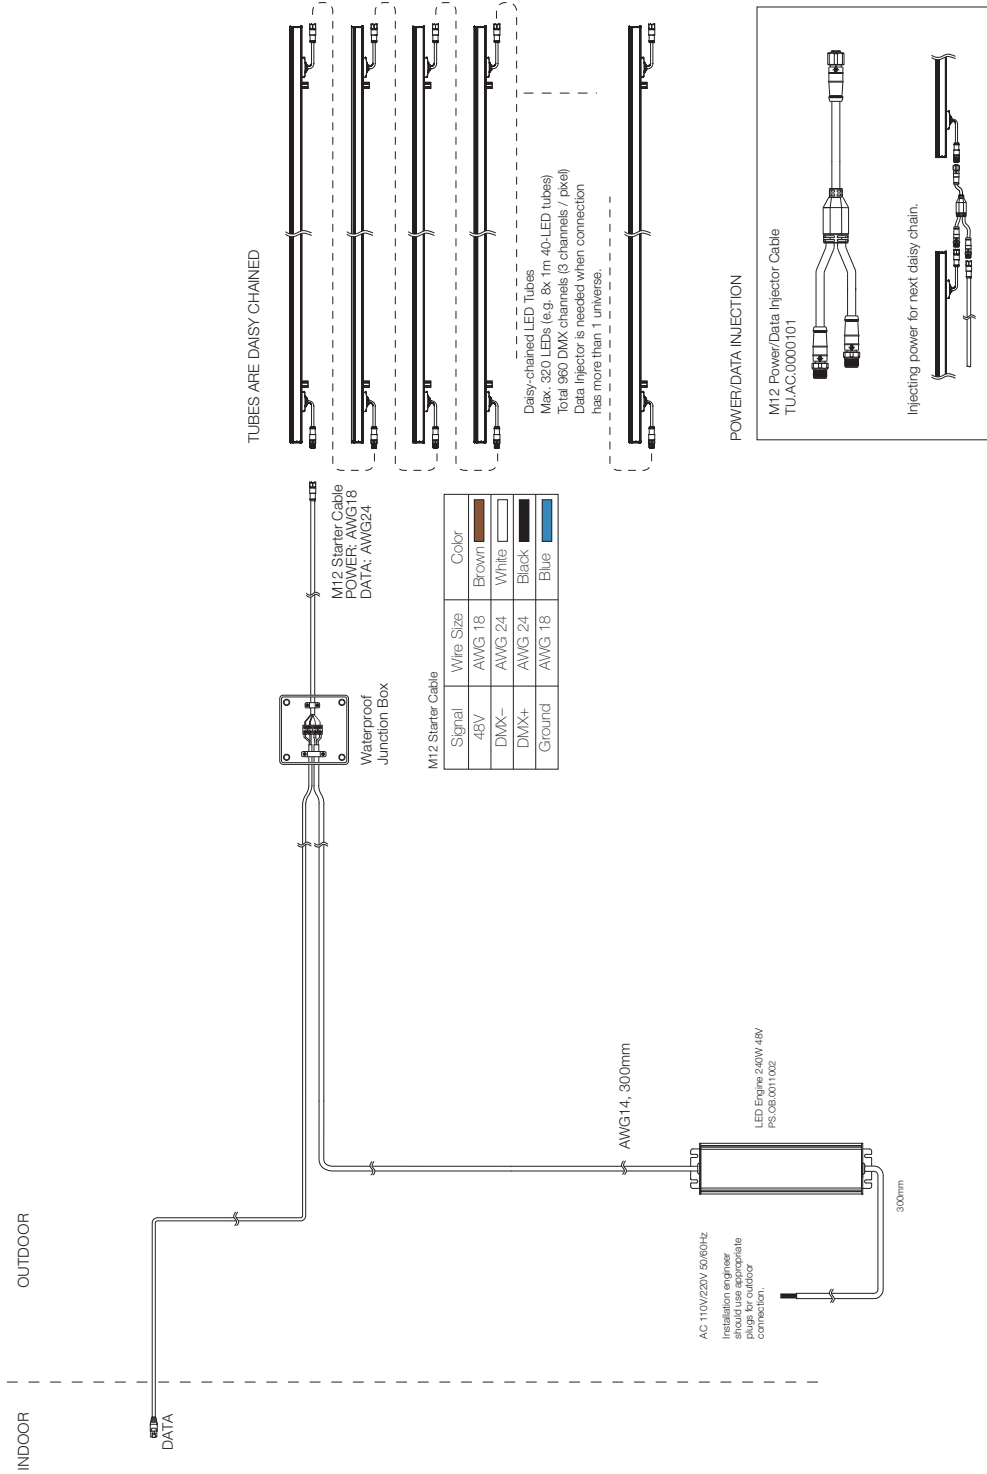 INDOOR
OUTDOOR
DATA
TUBES ARE DAISY CHAINED
M12 Starter Cable
POWER: AWG18
DATA: AWG24
Waterproof
Junction Box
M12 Starter Cable
Signal Wire Size Color
48V AWG 18 Brown
DMX– AWG 24 White
DMX+ AWG 24 Black
Ground AWG 18 Blue
Daisy-chained LED Tubes
Max. 320 LEDs (e.g. 8x 1m 40-LED tubes)
Total 960 DMX channels (3 channels / pixel)
Data Injector is needed when connection
has more than 1 universe.
AWG14, 300mm
AC 110V/220V 50/60Hz
Installation engineer
should use appropriate
plugs for outdoor
connection.
LED Engine 240W 48V
PS.OB.0011002
300mm
POWER/DATA INJECTION
M12 Power/Data Injector Cable
TU.AC.0000101
Injecting power for next daisy chain.